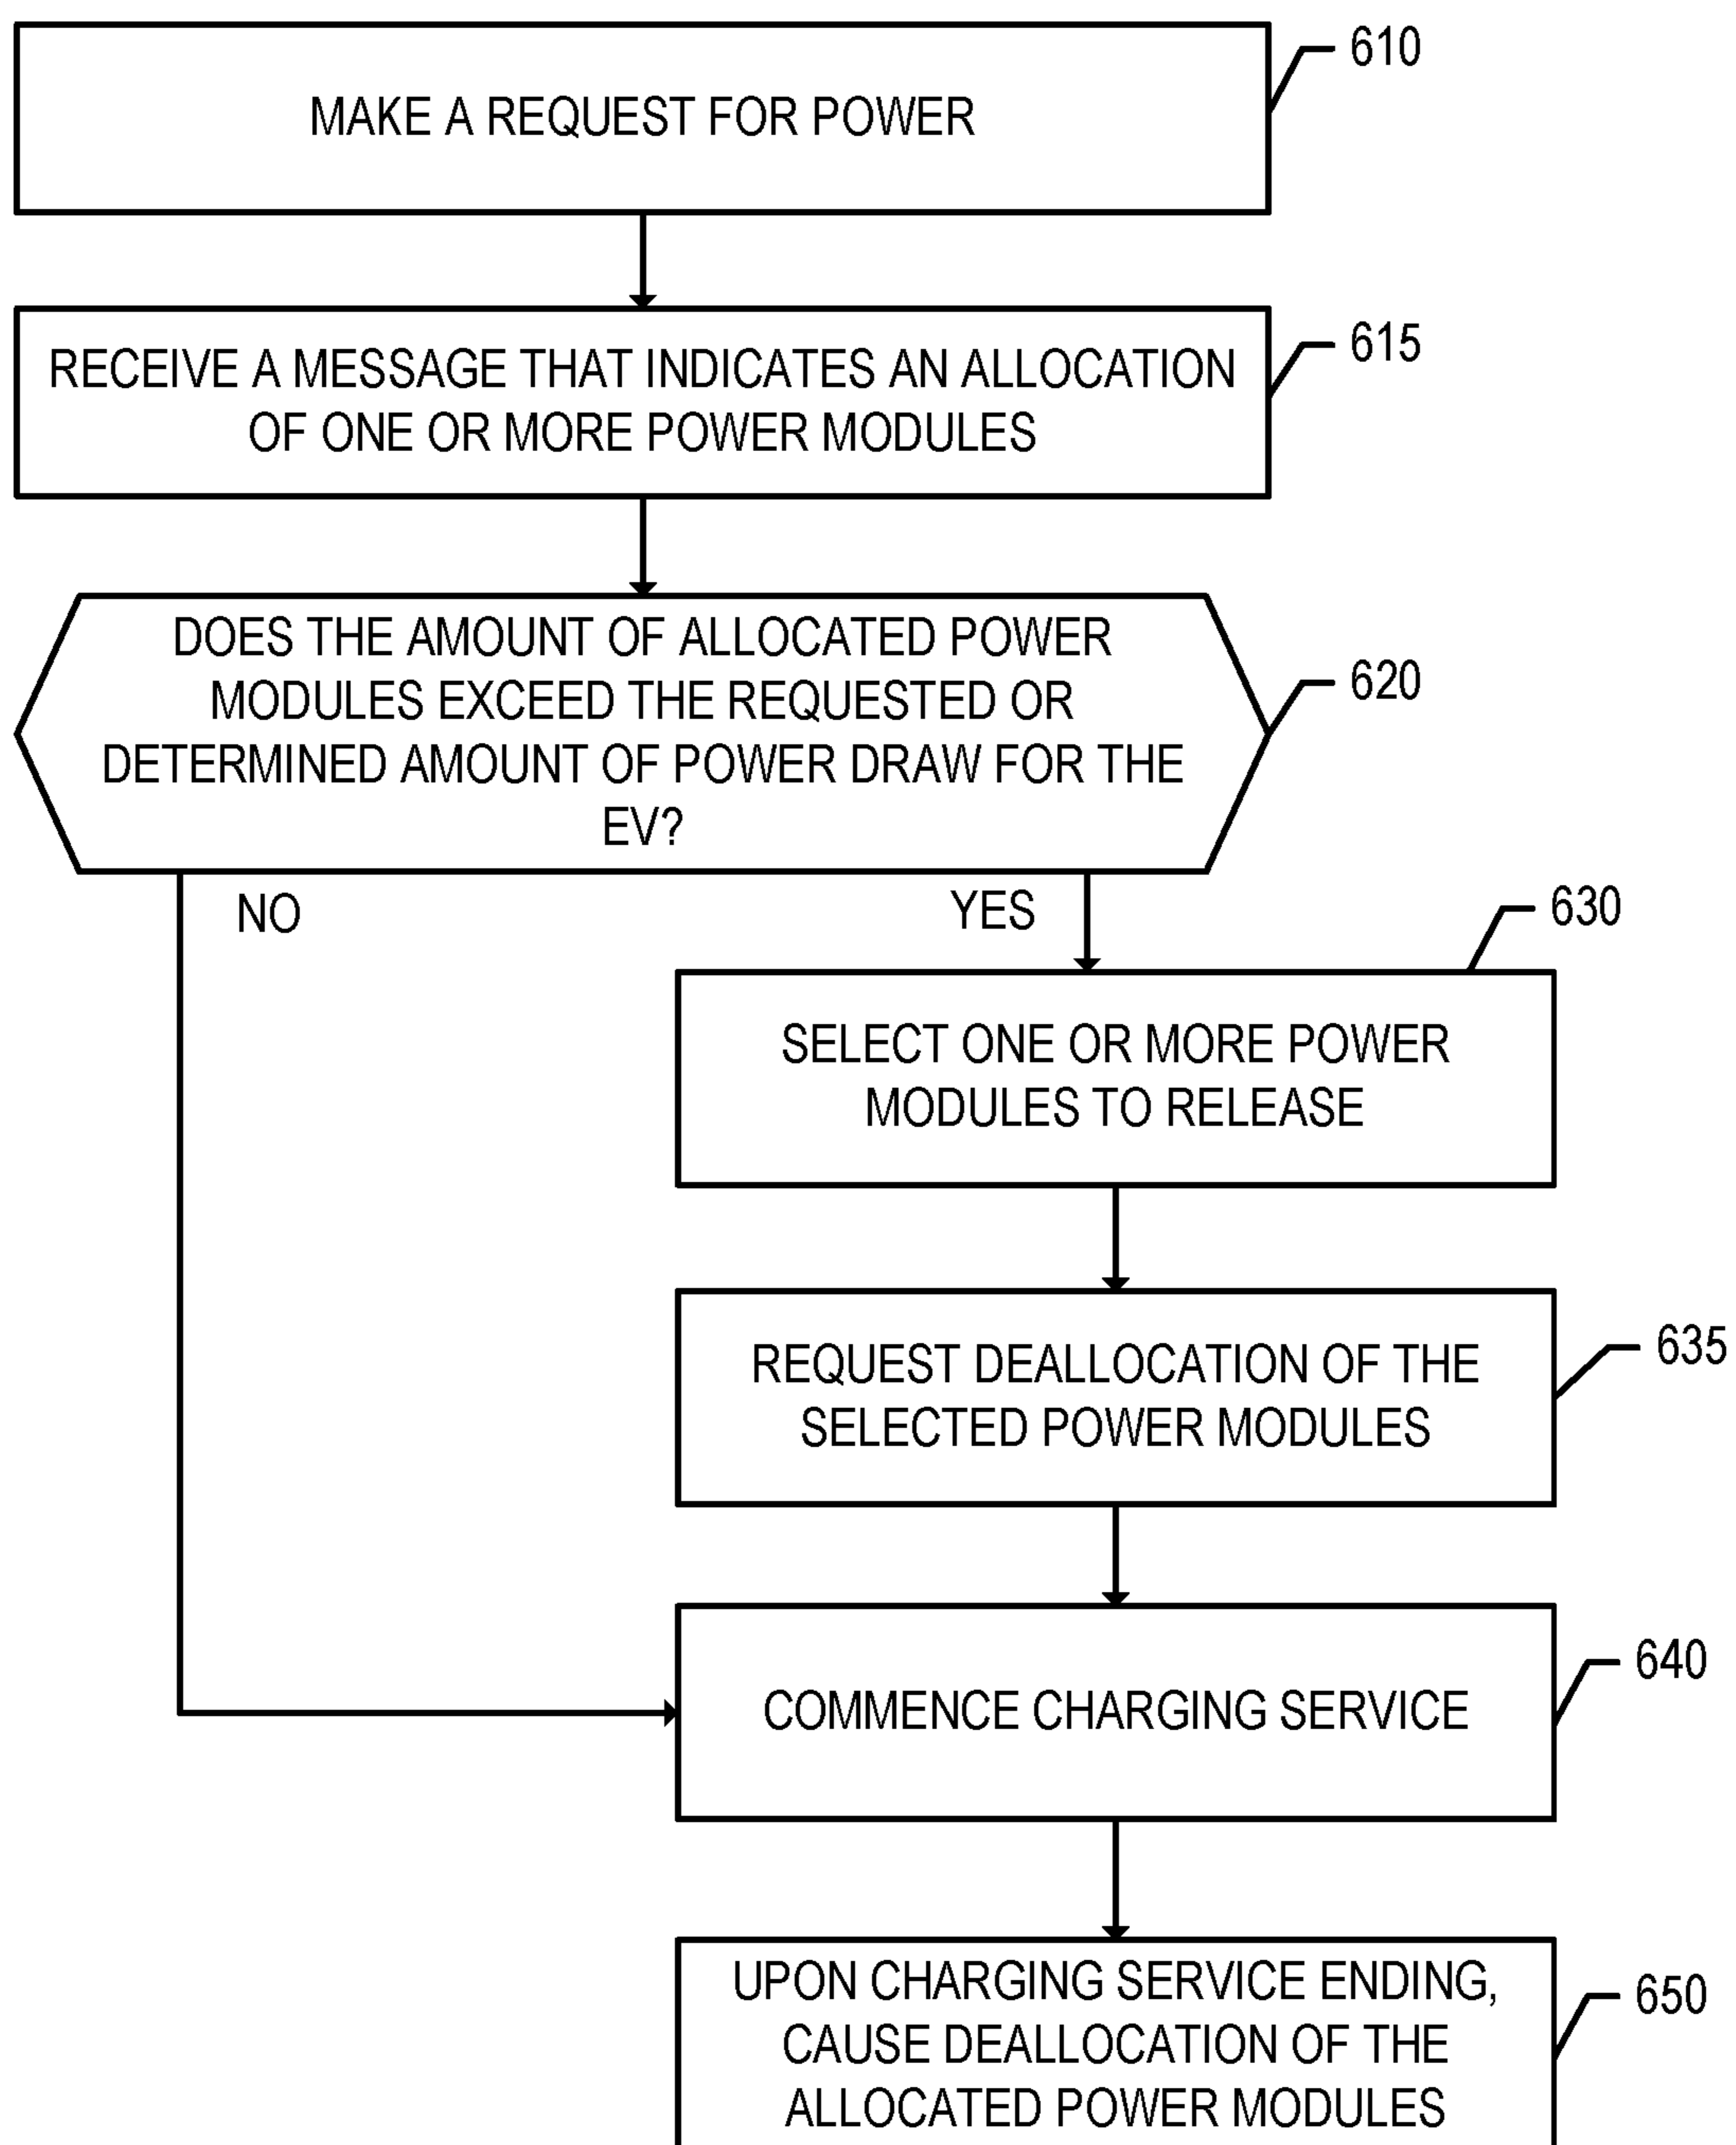 610
MAKE A REQUEST FOR POWER
615
RECEIVE A MESSAGE THAT INDICATES AN ALLOCATION
OF ONE OR MORE POWER MODULES
620
DOES THE AMOUNT OF ALLOCATED POWER
MODULES EXCEED THE REQUESTED OR
DETERMINED AMOUNT OF POWER DRAW FOR THE
EV?
NO
YES
630
SELECT ONE OR MORE POWER
MODULES TO RELEASE
635
REQUEST DEALLOCATION OF THE
SELECTED POWER MODULES
640
COMMENCE CHARGING SERVICE
650
UPON CHARGING SERVICE ENDING,
CAUSE DEALLOCATION OF THE
ALLOCATED POWER MODULES